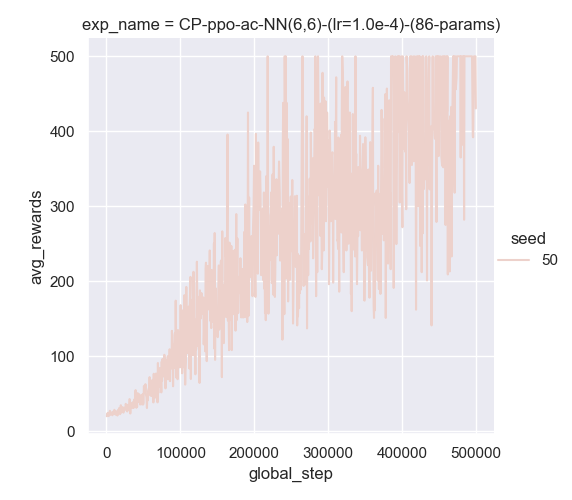 exp_name = CP-ppo-ac-NN(6,6)-(lr=1.0e-4)-(86-params)
500
400
300
200
100
0
avg_rewards
seed
50
0 100000 200000 300000 400000 500000
global_step